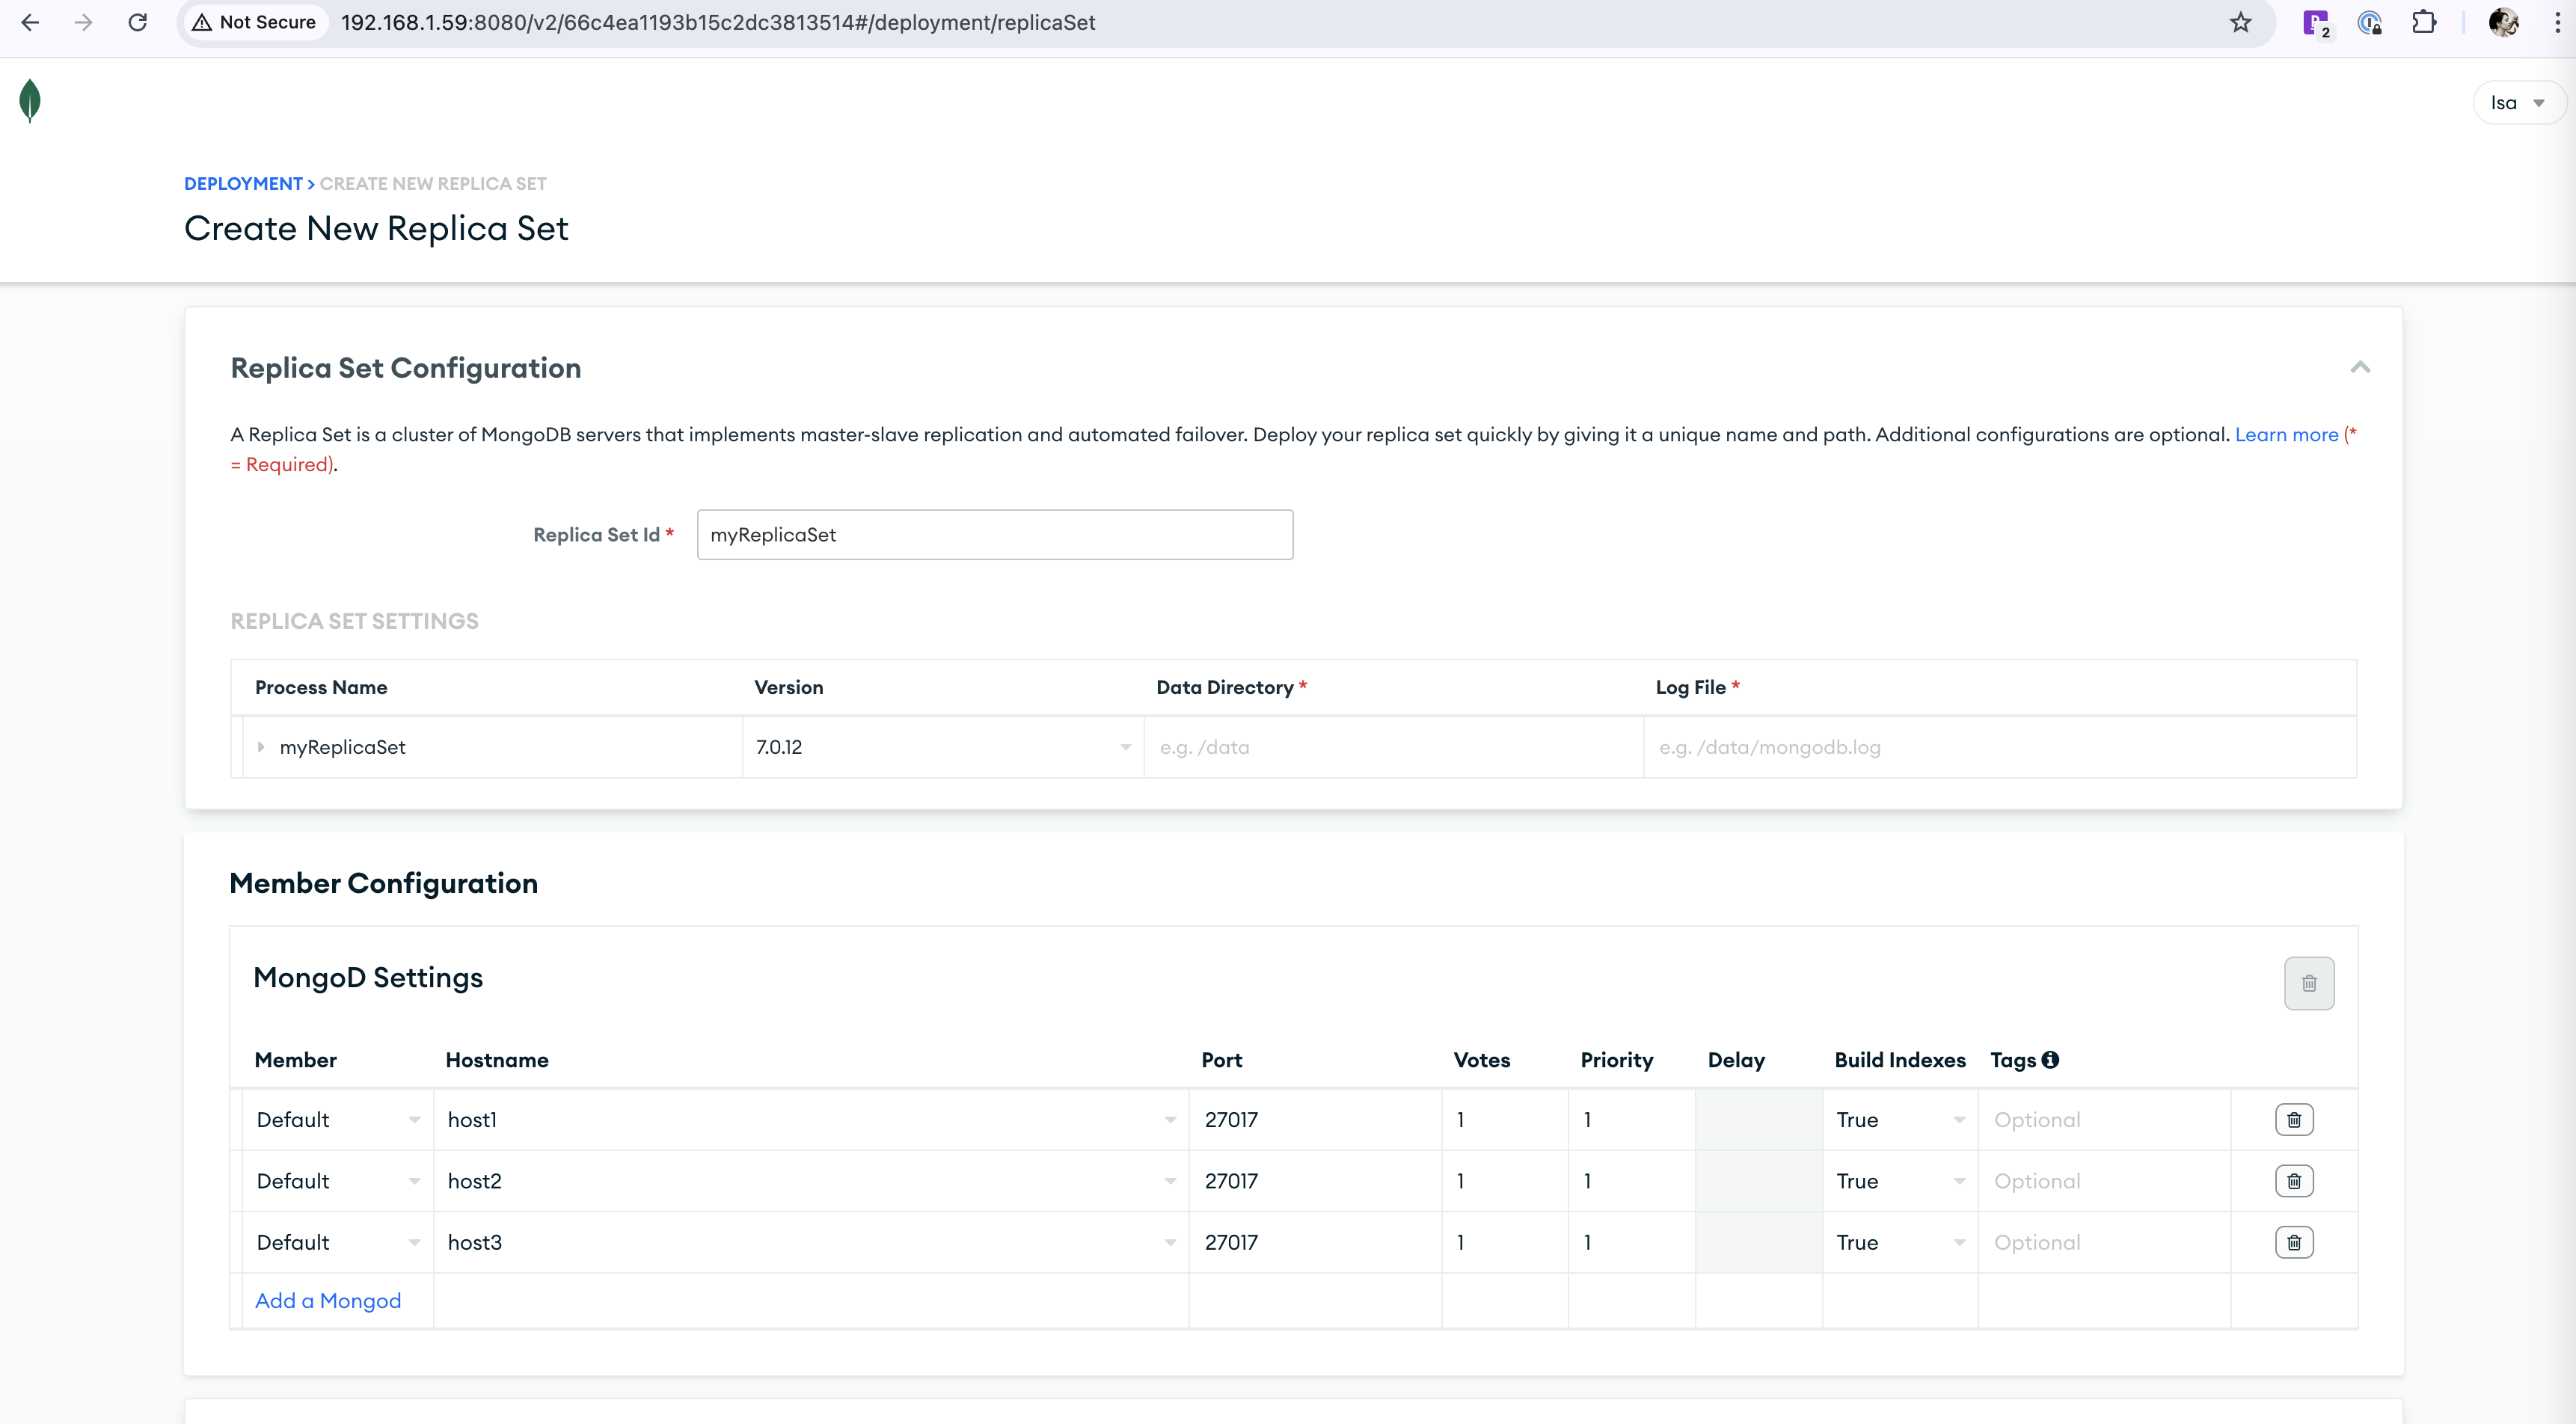 Not Secure 192.168.1.59:8080/v2/66c4ea1193b15c2dc3813514#/deployment/replicaSet
2
Isa
DEPLOYMENT > CREATE NEW REPLICA SET
Create New Replica Set
Replica Set Configuration
A Replica Set is a cluster of MongoDB servers that implements master-slave replication and automated failover. Deploy your replica set quickly by giving it a unique name and path. Additional configurations are optional. Learn more (*
= Required).
Replica Set Id * myReplicaSet
REPLICA SET SETTINGS
Process Name Version Data Directory * Log File *
myReplicaSet 7.0.12 e.g. /data e.g. /data/mongodb.log
Member Configuration
MongoD Settings
Member Hostname Port Votes Priority Delay Build Indexes Tags
Default host1 27017 1 1 True Optional
Default host2 27017 1 1 True Optional
Default host3 27017 1 1 True Optional
Add a Mongod